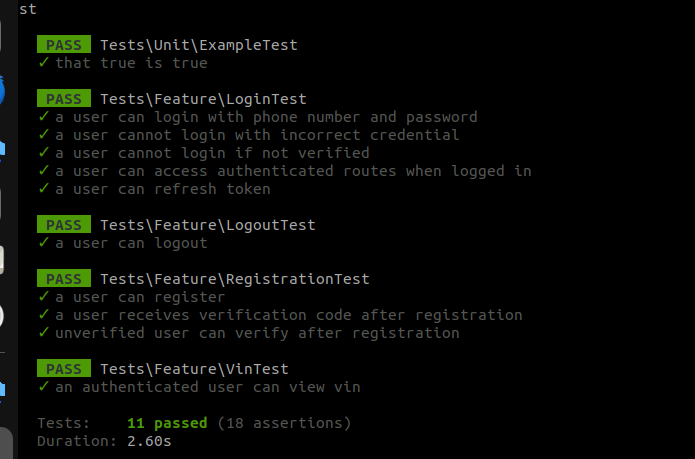 st
PASS Tests\Unit\ExampleTest
✓ that true is true
PASS Tests\Feature\LoginTest
✓ a user can login with phone number and password
✓ a user cannot login with incorrect credential
✓ a user cannot login if not verified
✓ a user can access authenticated routes when logged in
✓ a user can refresh token
PASS Tests\Feature\LogoutTest
✓ a user can logout
PASS Tests\Feature\RegistrationTest
✓ a user can register
✓ a user receives verification code after registration
✓ unverified user can verify after registration
PASS Tests\Feature\VinTest
✓ an authenticated user can view vin
Tests: 11 passed (18 assertions)
Duration: 2.60s